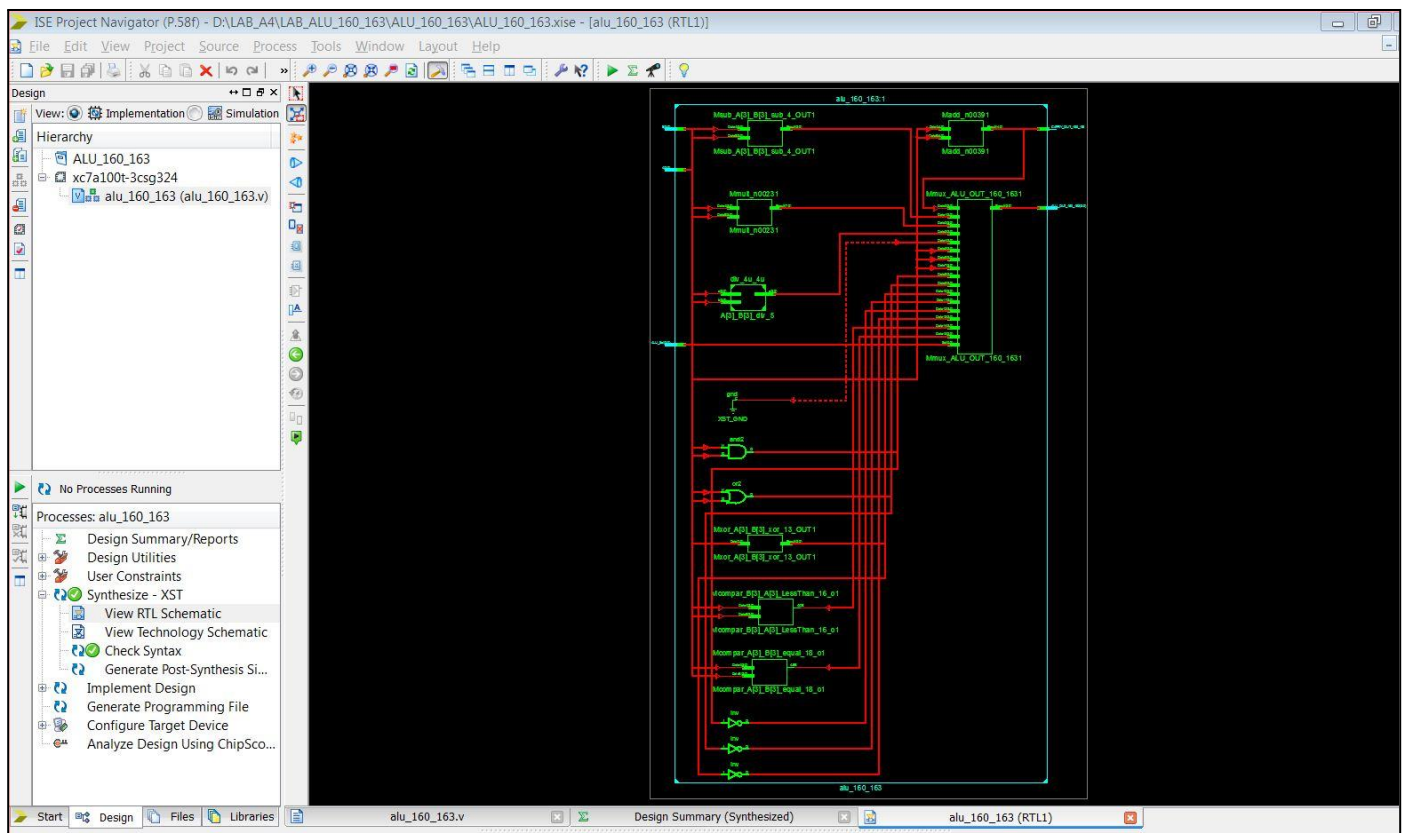 ISE Project Navigator (P.58f) - D:\LAB_A4\LAB_ALU_160_163\ALU_160_163\ALU_160_163.xise - [alu_160_163 (RTL1)]
File Edit View Project Source Process Tools Window Layout Help
Design
View: Implementation Simulation
Hierarchy
ALU_160_163
xc7a100t-3csg324
alu_160_163 (alu_160_163.v)
No Processes Running
Processes: alu_160_163
Design Summary/Reports
Design Utilities
User Constraints
Synthesize - XST
View RTL Schematic
View Technology Schematic
Check Syntax
Generate Post-Synthesis Si...
Implement Design
Generate Programming File
Configure Target Device
Analyze Design Using ChipSco...
alu_160_163:1
Msub_A[3]_B[3]_sub_4_OUT1
Madd_n00391
Msub_A[3]_B[3]_sub_4_OUT1
Madd_n00391
Mmult_n00231
Mmux_ALU_OUT_160_1631
Mmult_n00231
div_4u_4u
A[3]_B[3]_div_5
Mmux_ALU_OUT_160_1631
gnd
XST_GND
and2
or2
Mxor_A[3]_B[3]_xor_13_OUT1
Mxor_A[3]_B[3]_xor_13_OUT1
Mcompar_B[3]_A[3]_LessThan_16_o1
Mcompar_B[3]_A[3]_LessThan_16_o1
Mcompar_A[3]_B[3]_equal_18_o1
Mcompar_A[3]_B[3]_equal_18_o1
inv
inv
inv
alu_160_163
Start Design Files Libraries alu_160_163.v Design Summary (Synthesized) alu_160_163 (RTL1)